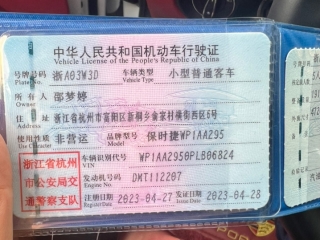 中华人民共和国机动车行驶证
Vehicle License of the People's Republic of China
号牌号码 浙A03W3D 车辆类型 小型普通客车
Plate No. Vehicle Type
所有人 邵梦婷
Owner
住址 浙江省杭州市富阳区新桐乡俞家村横街西区6号
Address
使用性质 非营运 品牌型号 保时捷WP1AA295
Use Character Model
浙江省杭州
市公安局交
通警察支队
车辆识别代号 WP1AA2950PLB06824
VIN
发动机号码 DMT112207
Engine No.
注册日期 2023-04-27 发证日期 2023-04-28
Register Date Issue Date